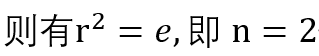 则有r² = e, 即 n = 2